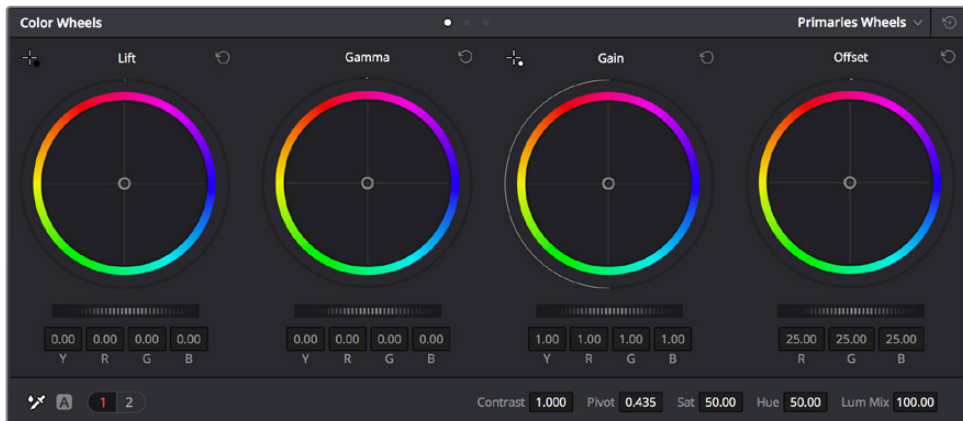 Color Wheels Primaries Wheels
Lift Gamma Gain Offset
0.00 0.00 0.00 0.00 0.00 0.00 0.00 0.00 1.00 1.00 1.00 1.00 25.00 25.00 25.00
Y R G B Y R G B Y R G B R G B
A 1 2 Contrast 1.000 Pivot 0.435 Sat 50.00 Hue 50.00 Lum Mix 100.00